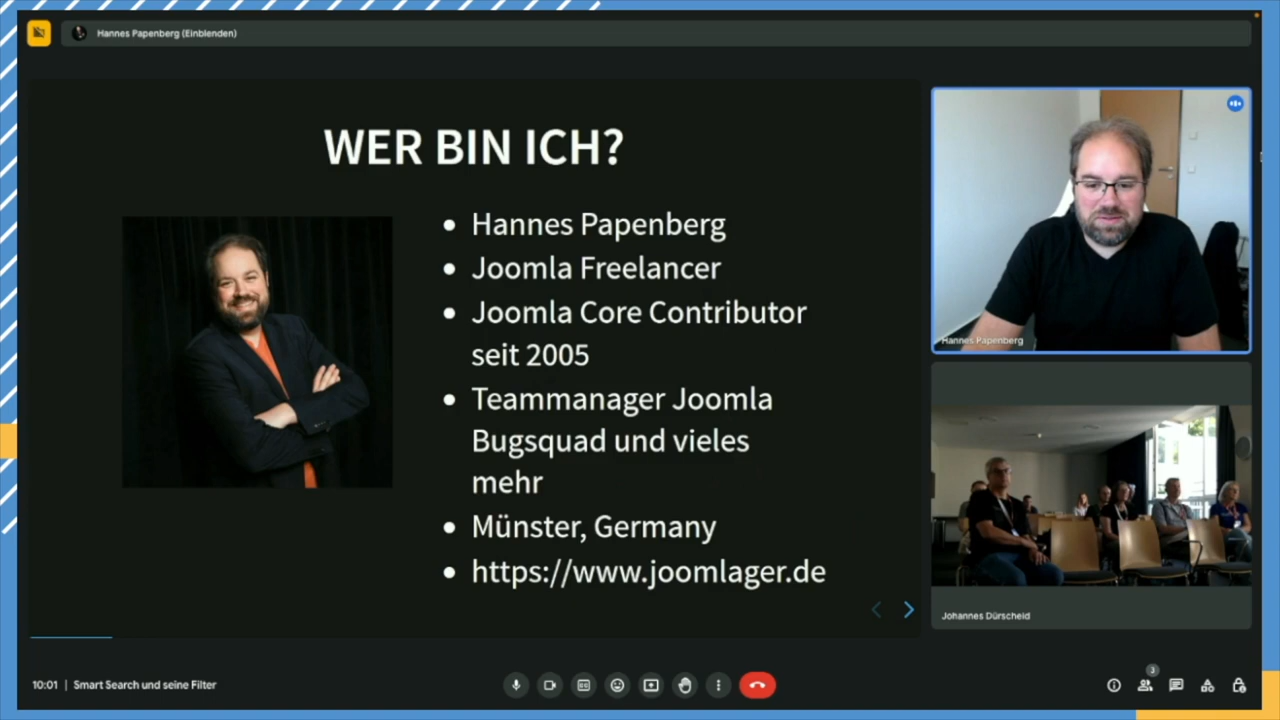 Hannes Papenberg (Einblenden)
WER BIN ICH?
Hannes Papenberg
Joomla Freelancer
Joomla Core Contributor
seit 2005
Teammanager Joomla
Bugsquad und vieles
mehr
Münster, Germany
https://www.joomlager.de
Hannes Papenberg
Johannes Dürscheid
10:01 | Smart Search und seine Filter
3